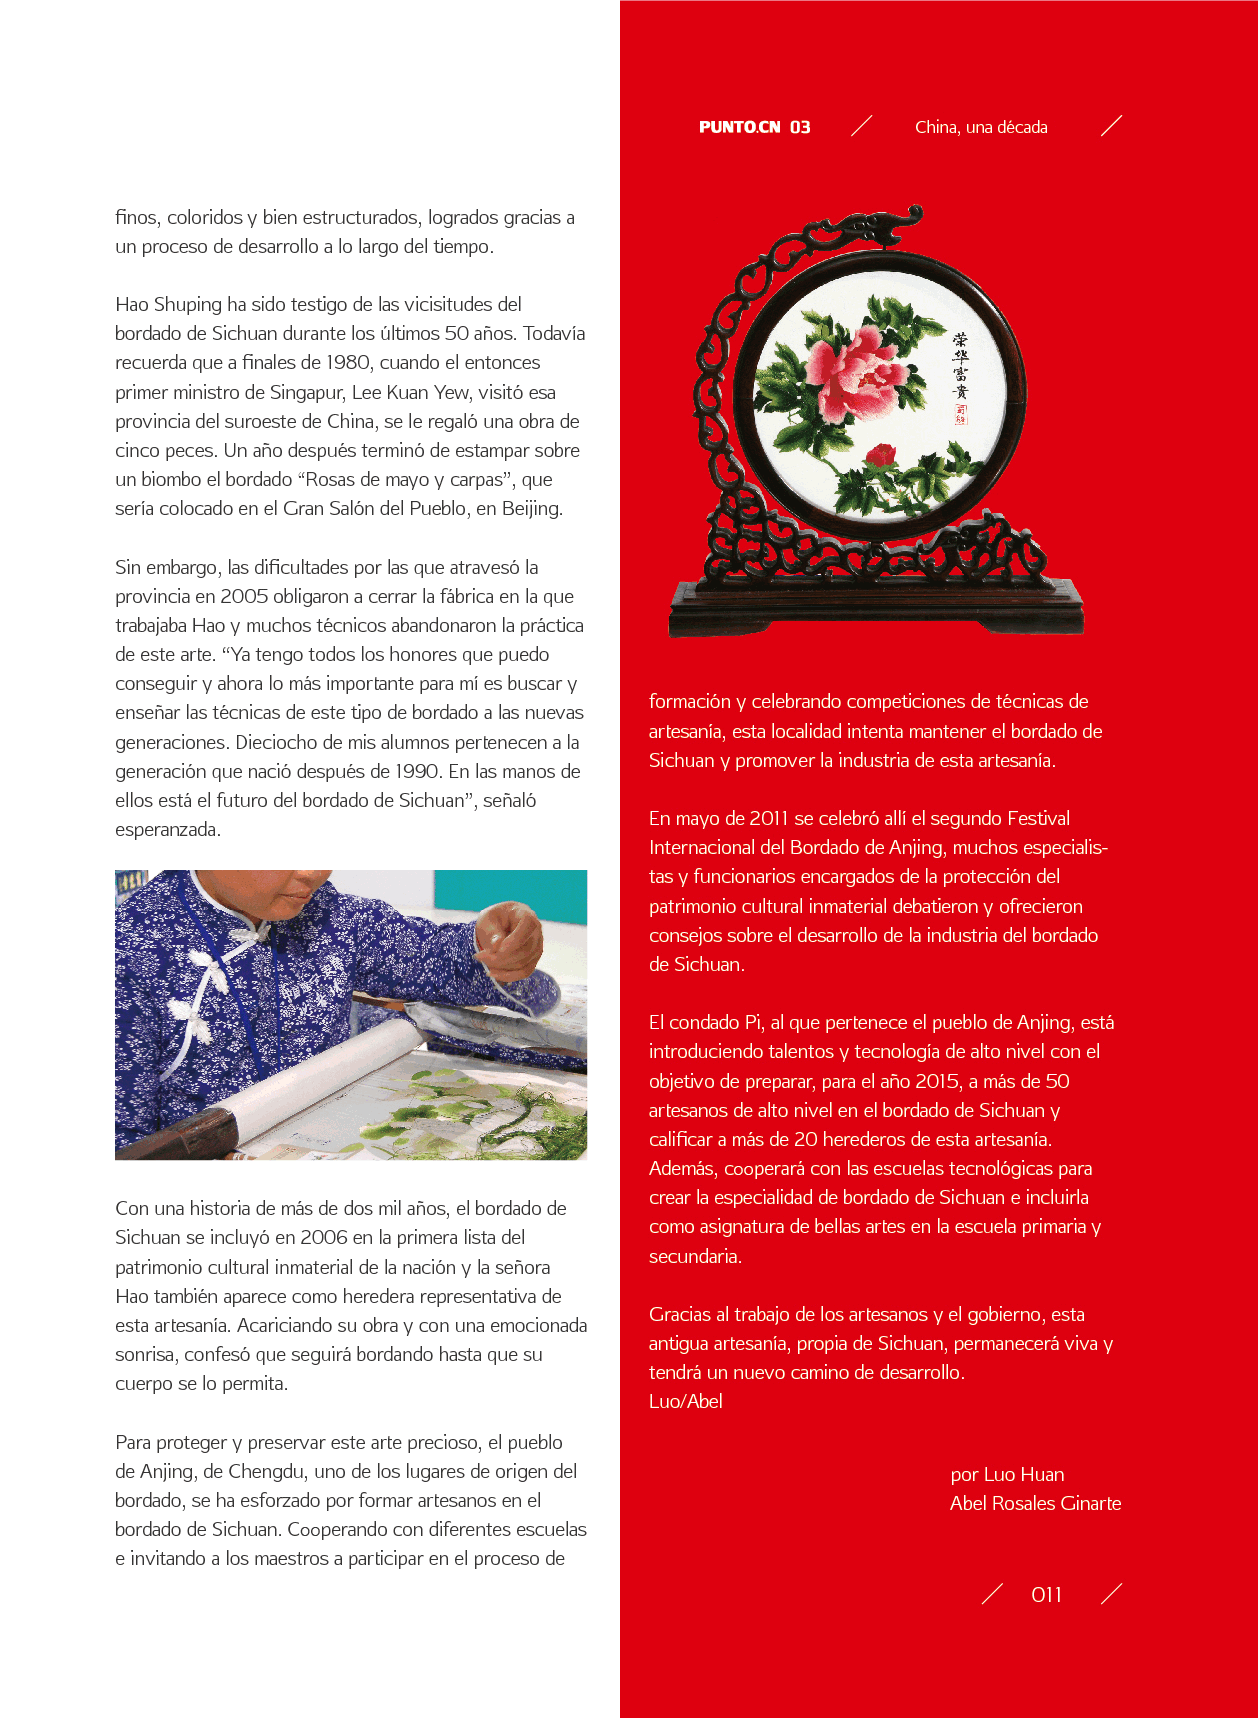 PUNTO.CN 03
China, una década
finos, coloridos y bien estructurados, logrados gracias a
un proceso de desarrollo a lo largo del tiempo.
Hao Shuping ha sido testigo de las vicisitudes del
bordado de Sichuan durante los últimos 50 años. Todavía
recuerda que a finales de 1980, cuando el entonces
primer ministro de Singapur, Lee Kuan Yew, visitó esa
provincia del suroeste de China, se le regaló una obra de
cinco peces. Un año después terminó de estampar sobre
un biombo el bordado “Rosas de mayo y carpas”, que
sería colocado en el Gran Salón del Pueblo, en Beijing.
Sin embargo, las dificultades por las que atravesó la
provincia en 2005 obligaron a cerrar la fábrica en la que
trabajaba Hao y muchos técnicos abandonaron la práctica
de este arte. “Ya tengo todos los honores que puedo
conseguir y ahora lo más importante para mí es buscar y
enseñar las técnicas de este tipo de bordado a las nuevas
generaciones. Dieciocho de mis alumnos pertenecen a la
generación que nació después de 1990. En las manos de
ellos está el futuro del bordado de Sichuan”, señaló
esperanzada.
Con una historia de más de dos mil años, el bordado de
Sichuan se incluyó en 2006 en la primera lista del
patrimonio cultural inmaterial de la nación y la señora
Hao también aparece como heredera representativa de
esta artesanía. Acariciando su obra y con una emocionada
sonrisa, confesó que seguirá bordando hasta que su
cuerpo se lo permita.
Para proteger y preservar este arte precioso, el pueblo
de Anjing, de Chengdu, uno de los lugares de origen del
bordado, se ha esforzado por formar artesanos en el
bordado de Sichuan. Cooperando con diferentes escuelas
e invitando a los maestros a participar en el proceso de
荣华富贵
formación y celebrando competiciones de técnicas de
artesanía, esta localidad intenta mantener el bordado de
Sichuan y promover la industria de esta artesanía.
En mayo de 2011 se celebró allí el segundo Festival
Internacional del Bordado de Anjing, muchos especialis-
tas y funcionarios encargados de la protección del
patrimonio cultural inmaterial debatieron y ofrecieron
consejos sobre el desarrollo de la industria del bordado
de Sichuan.
El condado Pi, al que pertenece el pueblo de Anjing, está
introduciendo talentos y tecnología de alto nivel con el
objetivo de preparar, para el año 2015, a más de 50
artesanos de alto nivel en el bordado de Sichuan y
calificar a más de 20 herederos de esta artesanía.
Además, cooperará con las escuelas tecnológicas para
crear la especialidad de bordado de Sichuan e incluirla
como asignatura de bellas artes en la escuela primaria y
secundaria.
Gracias al trabajo de los artesanos y el gobierno, esta
antigua artesanía, propia de Sichuan, permanecerá viva y
tendrá un nuevo camino de desarrollo.
Luo/Abel
por Luo Huan
Abel Rosales Ginarte
011